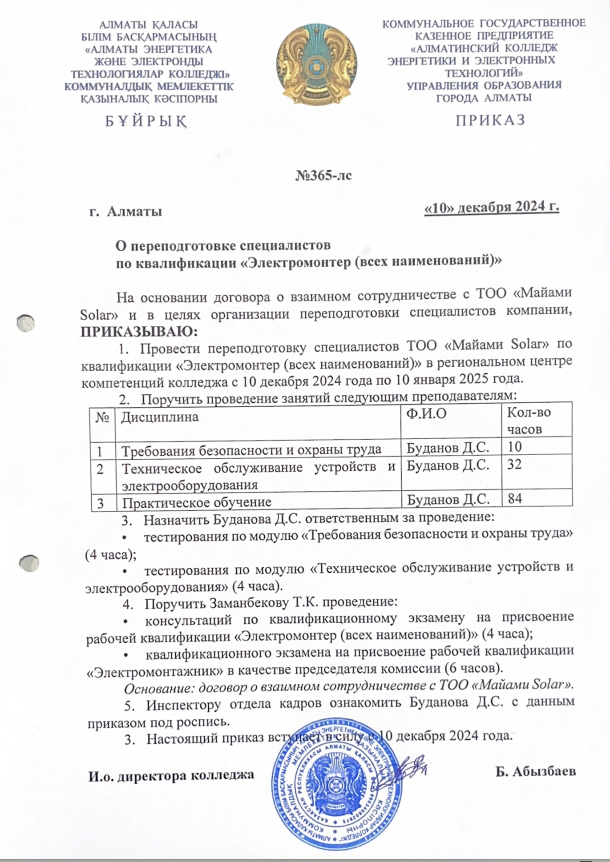 АЛМАТЫ ҚАЛАСЫ
БІЛІМ БАСҚАРМАСЫНЫҢ
«АЛМАТЫ ЭНЕРГЕТИКА
ЖӘНЕ ЭЛЕКТРОНДЫ
ТЕХНОЛОГИЯЛАР КОЛЛЕДЖІ»
КОММУНАЛДЫҚ МЕМЛЕКЕТТІК
ҚАЗЫНАЛЫҚ КӘСІПОРНЫ
БҰЙРЫҚ
КОММУНАЛЬНОЕ ГОСУДАРСТВЕННОЕ
КАЗЕННОЕ ПРЕДПРИЯТИЕ
«АЛМАТИНСКИЙ КОЛЛЕДЖ
ЭНЕРГЕТИКИ И ЭЛЕКТРОННЫХ
ТЕХНОЛОГИЙ»
УПРАВЛЕНИЯ ОБРАЗОВАНИЯ
ГОРОДА АЛМАТЫ
ПРИКАЗ
№365-лс
г. Алматы «10» декабря 2024 г.
О переподготовке специалистов
по квалификации «Электромонтер (всех наименований)»
На основании договора о взаимном сотрудничестве с ТОО «Майами
Solar» и в целях организации переподготовки специалистов компании,
ПРИКАЗЫВАЮ:
1. Провести переподготовку специалистов ТОО «Майами Solar» по
квалификации «Электромонтер (всех наименований)» в региональном центре
компетенций колледжа с 10 декабря 2024 года по 10 января 2025 года.
2. Поручить проведение занятий следующим преподавателям:
№ Дисциплина Ф.И.О Кол-во
часов
1 Требования безопасности и охраны труда Буданов Д.С. 10
2 Техническое обслуживание устройств и Буданов Д.С. 32
электрооборудования
3 Практическое обучение Буданов Д.С. 84
3. Назначить Буданова Д.С. ответственным за проведение:
• тестирования по модулю «Требования безопасности и охраны труда»
(4 часа);
• тестирования по модулю «Техническое обслуживание устройств и
электрооборудования» (4 часа).
4. Поручить Заманбекову Т.К. проведение:
• консультаций по квалификационному экзамену на присвоение
рабочей квалификации «Электромонтер (всех наименований)» (4 часа);
• квалификационного экзамена на присвоение рабочей квалификации
«Электромонтажник» в качестве председателя комиссии (6 часов).
Основание: договор о взаимном сотрудничестве с ТОО «Майами Solar».
5. Инспектору отдела кадров ознакомить Буданова Д.С. с данным
приказом под роспись.
3. Настоящий приказ вступает в силу с 10 декабря 2024 года.
И.о. директора колледжа Б. Абызбаев